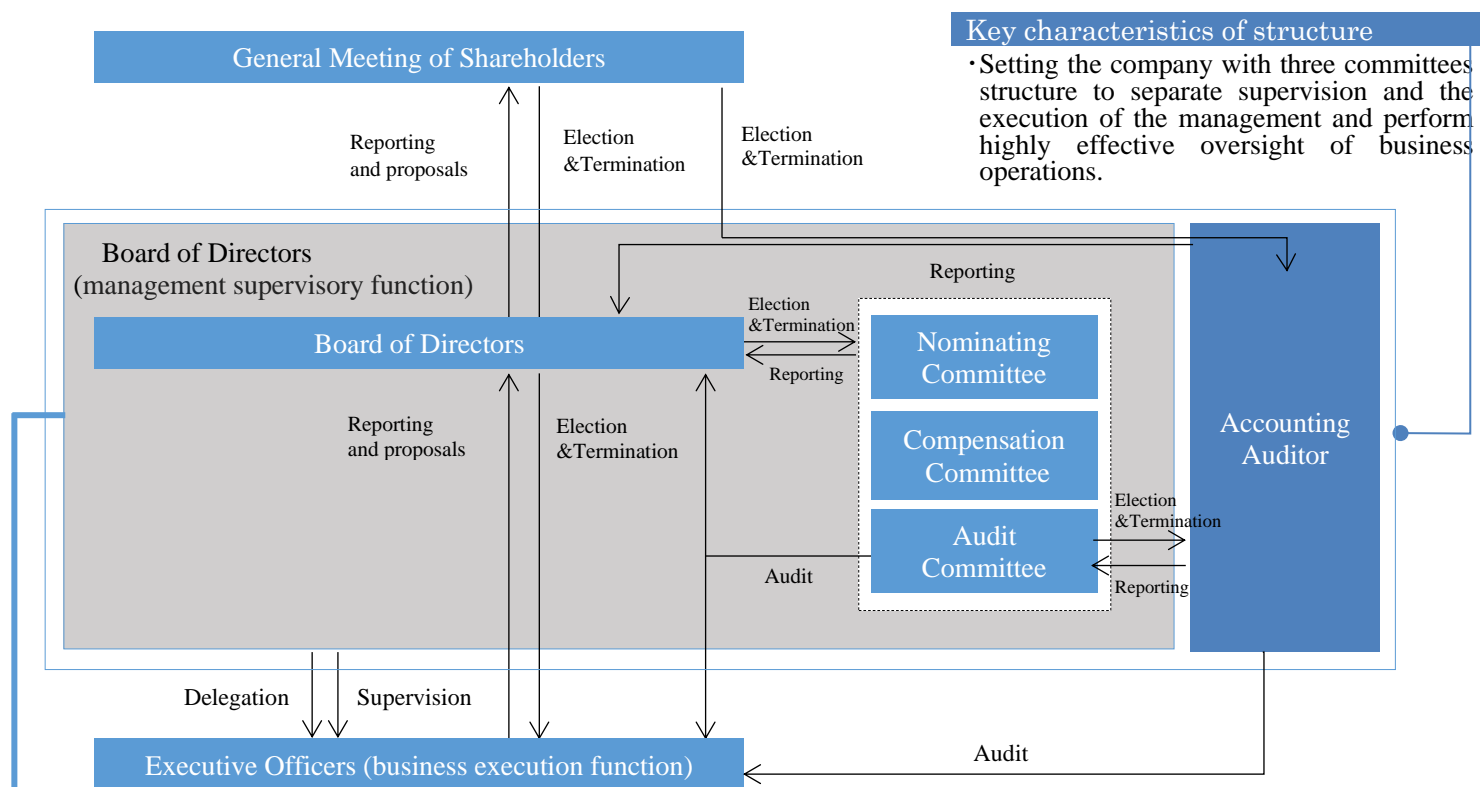 Key characteristics of structure
・Setting the company with three committees
structure to separate supervision and the
execution of the management and perform
highly effective oversight of business
operations.
General Meeting of Shareholders
Reporting
and proposals
Election
&Termination
Election
&Termination
Board of Directors
(management supervisory function)
Reporting
Board of Directors
Election
&Termination
Reporting
Nominating
Committee
Compensation
Committee
Audit
Committee
Accounting
Auditor
Reporting
and proposals
Election
&Termination
Audit
Election
&Termination
Reporting
Delegation
Supervision
Audit
Executive Officers (business execution function)